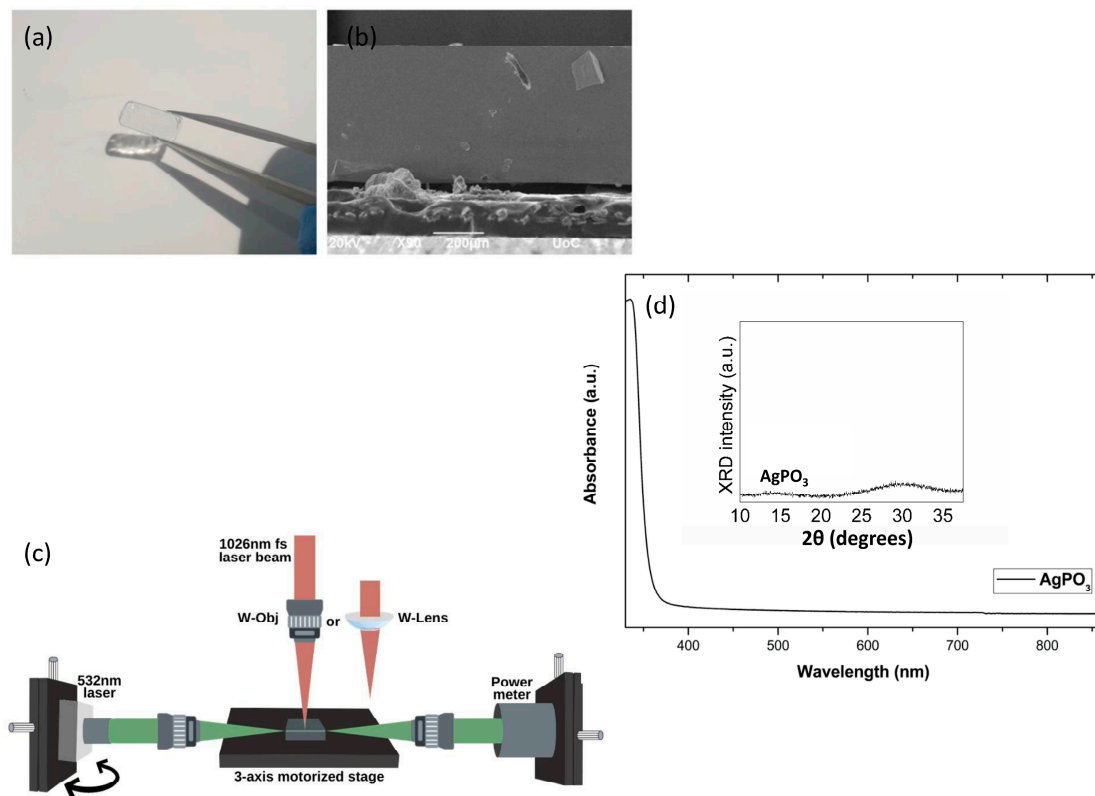 (a)
(b)
20kV X50 200μm UoC
(c)
1026nm fs
laser beam
W-Obj or W-Lens
532nm
laser
Power
meter
3-axis motorized stage
(d)
Absorbance (a.u.)
XRD intensity (a.u.)
AgPO₃
10 15 20 25 30 35
2θ (degrees)
AgPO₃
400 500 600 700 800
Wavelength (nm)